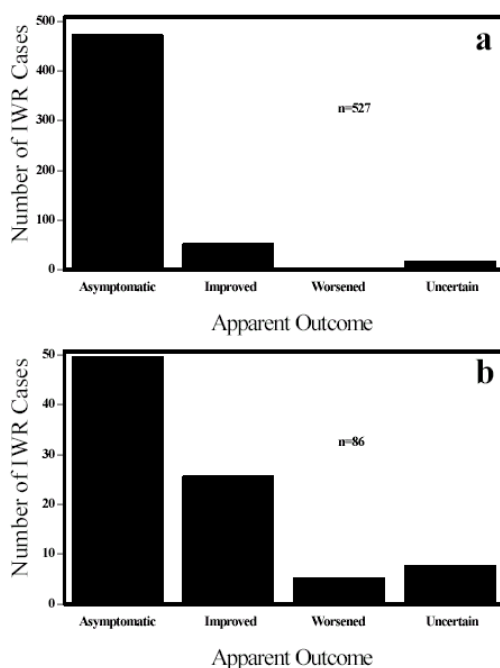 a
Number of IWR Cases
500
400
300
200
100
0
n=527
Asymptomatic Improved Worsened Uncertain
Apparent Outcome
b
Number of IWR Cases
50
40
30
20
10
0
n=86
Asymptomatic Improved Worsened Uncertain
Apparent Outcome